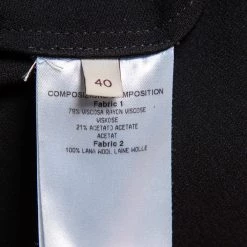 40
COMPOSIZIONE COMPOSITION
Fabric 1
79% VISCOSA RAYON VISCOSE
VISKOSE
21% ACETATO ACETATE
ACETAT
Fabric 2
100% LANA WOOL LAINE WOLLE